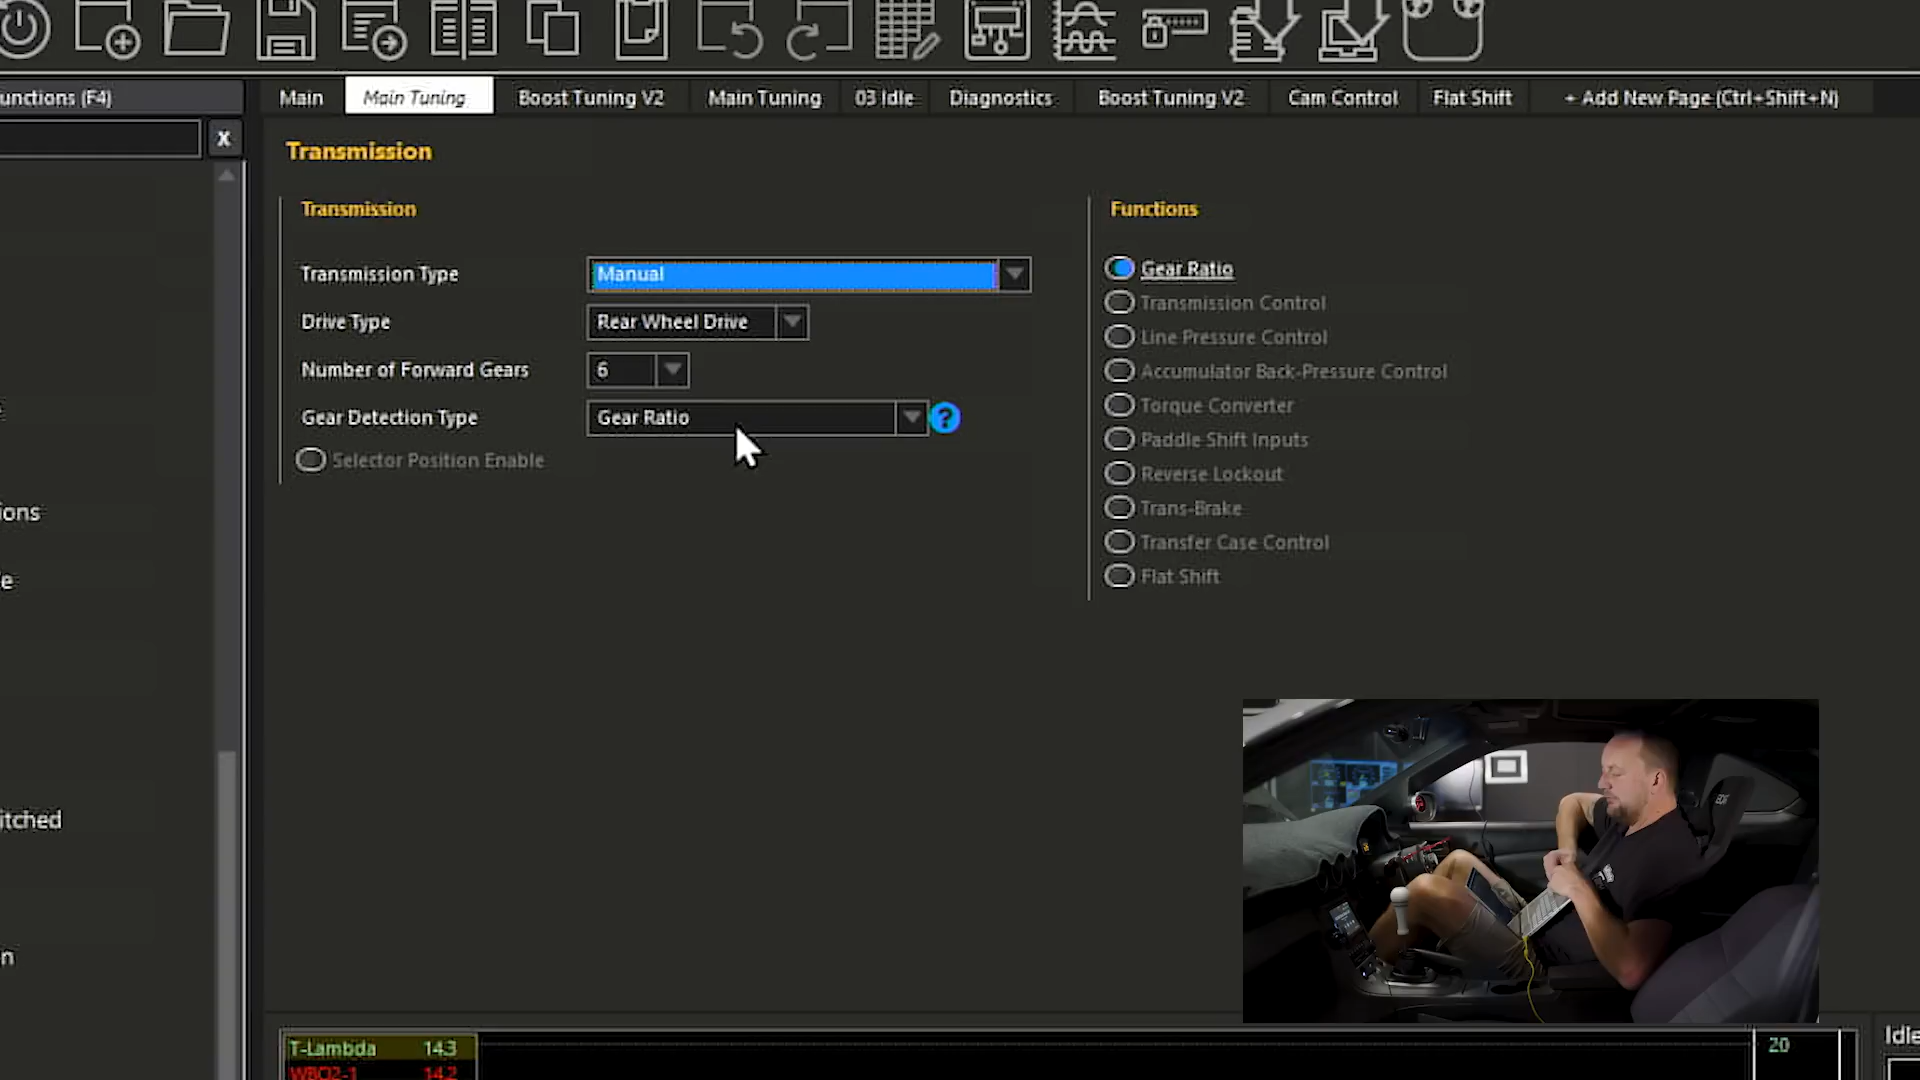 unctions (F4)
Main
Main Tuning
Boost Tuning V2
Main Tuning
03 Idle
Diagnostics
Boost Tuning V2
Cam Control
Flat Shift
+ Add New Page (Ctrl+Shift+N)
x
Transmission
Transmission
Transmission Type
Manual
Drive Type
Rear Wheel Drive
Number of Forward Gears
6
Gear Detection Type
Gear Ratio
?
Selector Position Enable
Functions
Gear Ratio
Transmission Control
Line Pressure Control
Accumulator Back-Pressure Control
Torque Converter
Paddle Shift Inputs
Reverse Lockout
Trans-Brake
Transfer Case Control
Flat Shift
ions
e
itched
n
T-Lambda 14.3
WBO2-1 14.2
20
Idle